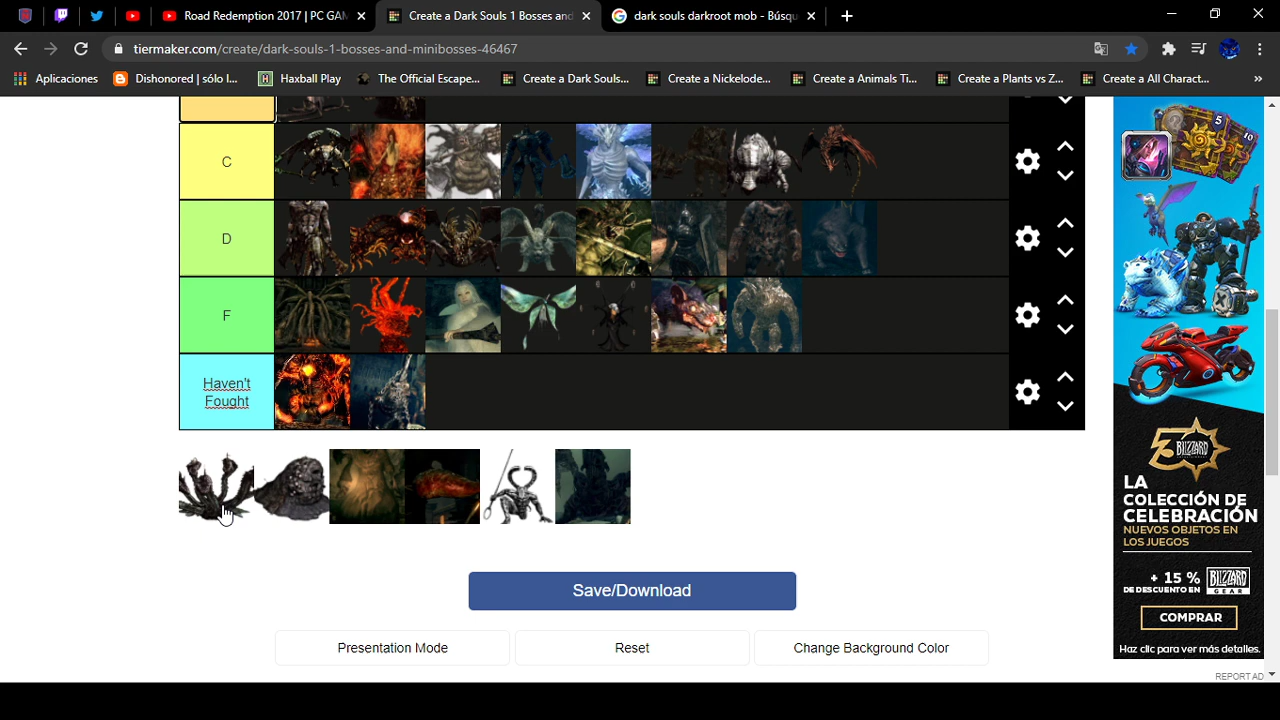 Road Redemption 2017 | PC GAM
Create a Dark Souls 1 Bosses and
dark souls darkroot mob - Búsqu
tiermaker.com/create/dark-souls-1-bosses-and-minibosses-46467
Aplicaciones
Dishonored | sólo l...
Haxball Play
The Official Escape...
Create a Dark Souls...
Create a Nickelode...
Create a Animals Ti...
Create a Plants vs Z...
Create a All Charact...
»
C
D
F
Haven't
Fought
Save/Download
Presentation Mode
Reset
Change Background Color
5
10
BLIZZARD
LA
COLECCIÓN DE
CELEBRACIÓN
NUEVOS OBJETOS EN
LOS JUEGOS
+ 15 %
DE DESCUENTO EN
BLIZZARD
GEAR
COMPRAR
Haz clic para ver más detalles.
REPORT AD